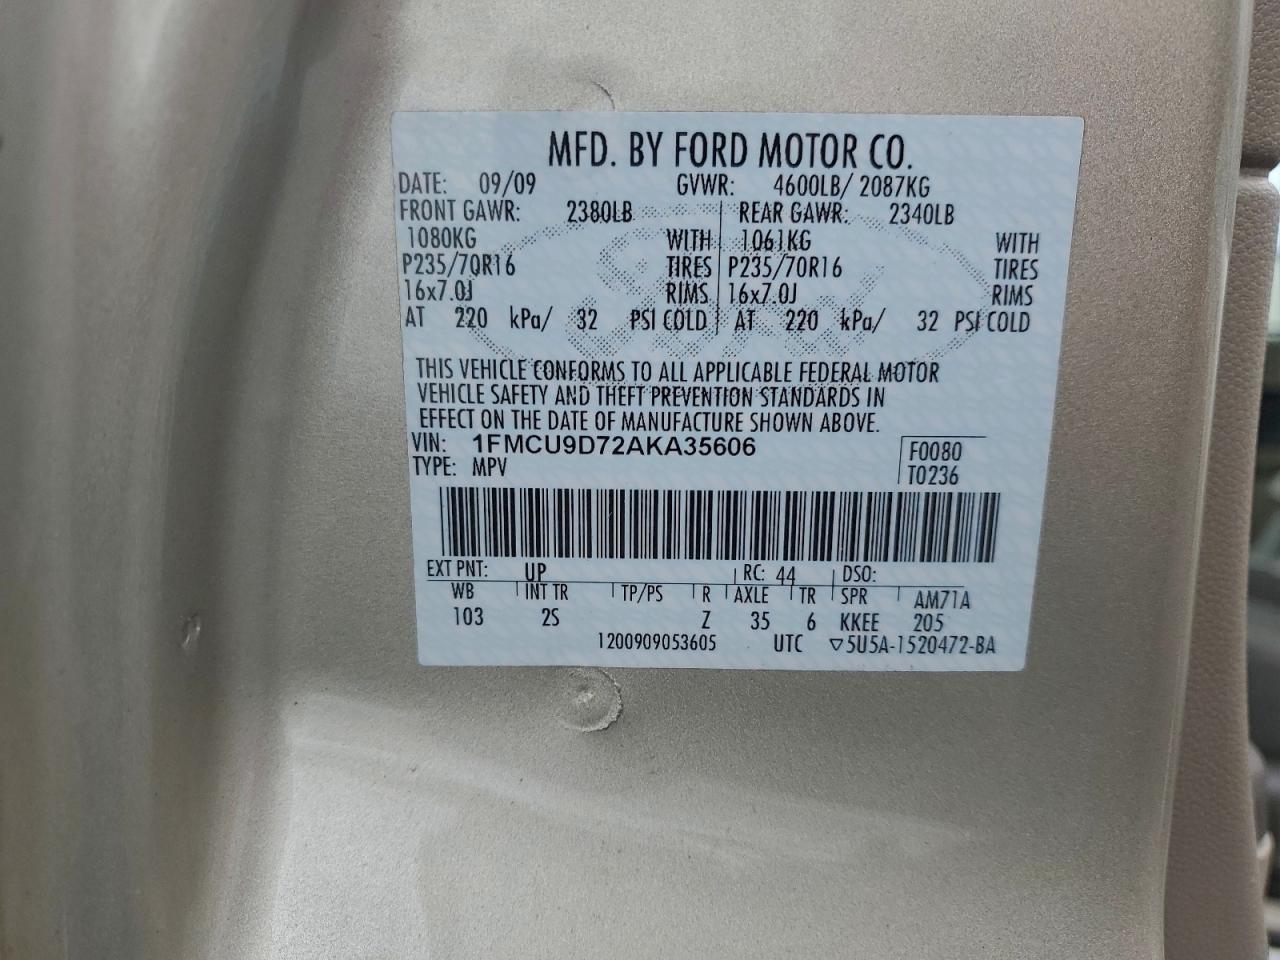 MFD. BY FORD MOTOR CO.
DATE: 09/09 GVWR: 4600LB/ 2087KG
FRONT GAWR: 2380LB REAR GAWR: 2340LB
1080KG WITH 1061KG WITH
P235/70R16 TIRES P235/70R16 TIRES
16x7.0J RIMS 16x7.0J RIMS
AT 220 kPa/ 32 PSI COLD AT 220 kPa/ 32 PSI COLD
THIS VEHICLE CONFORMS TO ALL APPLICABLE FEDERAL MOTOR
VEHICLE SAFETY AND THEFT PREVENTION STANDARDS IN
EFFECT ON THE DATE OF MANUFACTURE SHOWN ABOVE.
VIN: 1FMCU9D72AKA35606 F0080
TYPE: MPV T0236
EXT PNT: UP RC: 44 DSO:
WB INT TR TP/PS R AXLE TR SPR AM71A
103 2S Z 35 6 KKEE 205
1200909053605 UTC ▽5U5A-1520472-BA